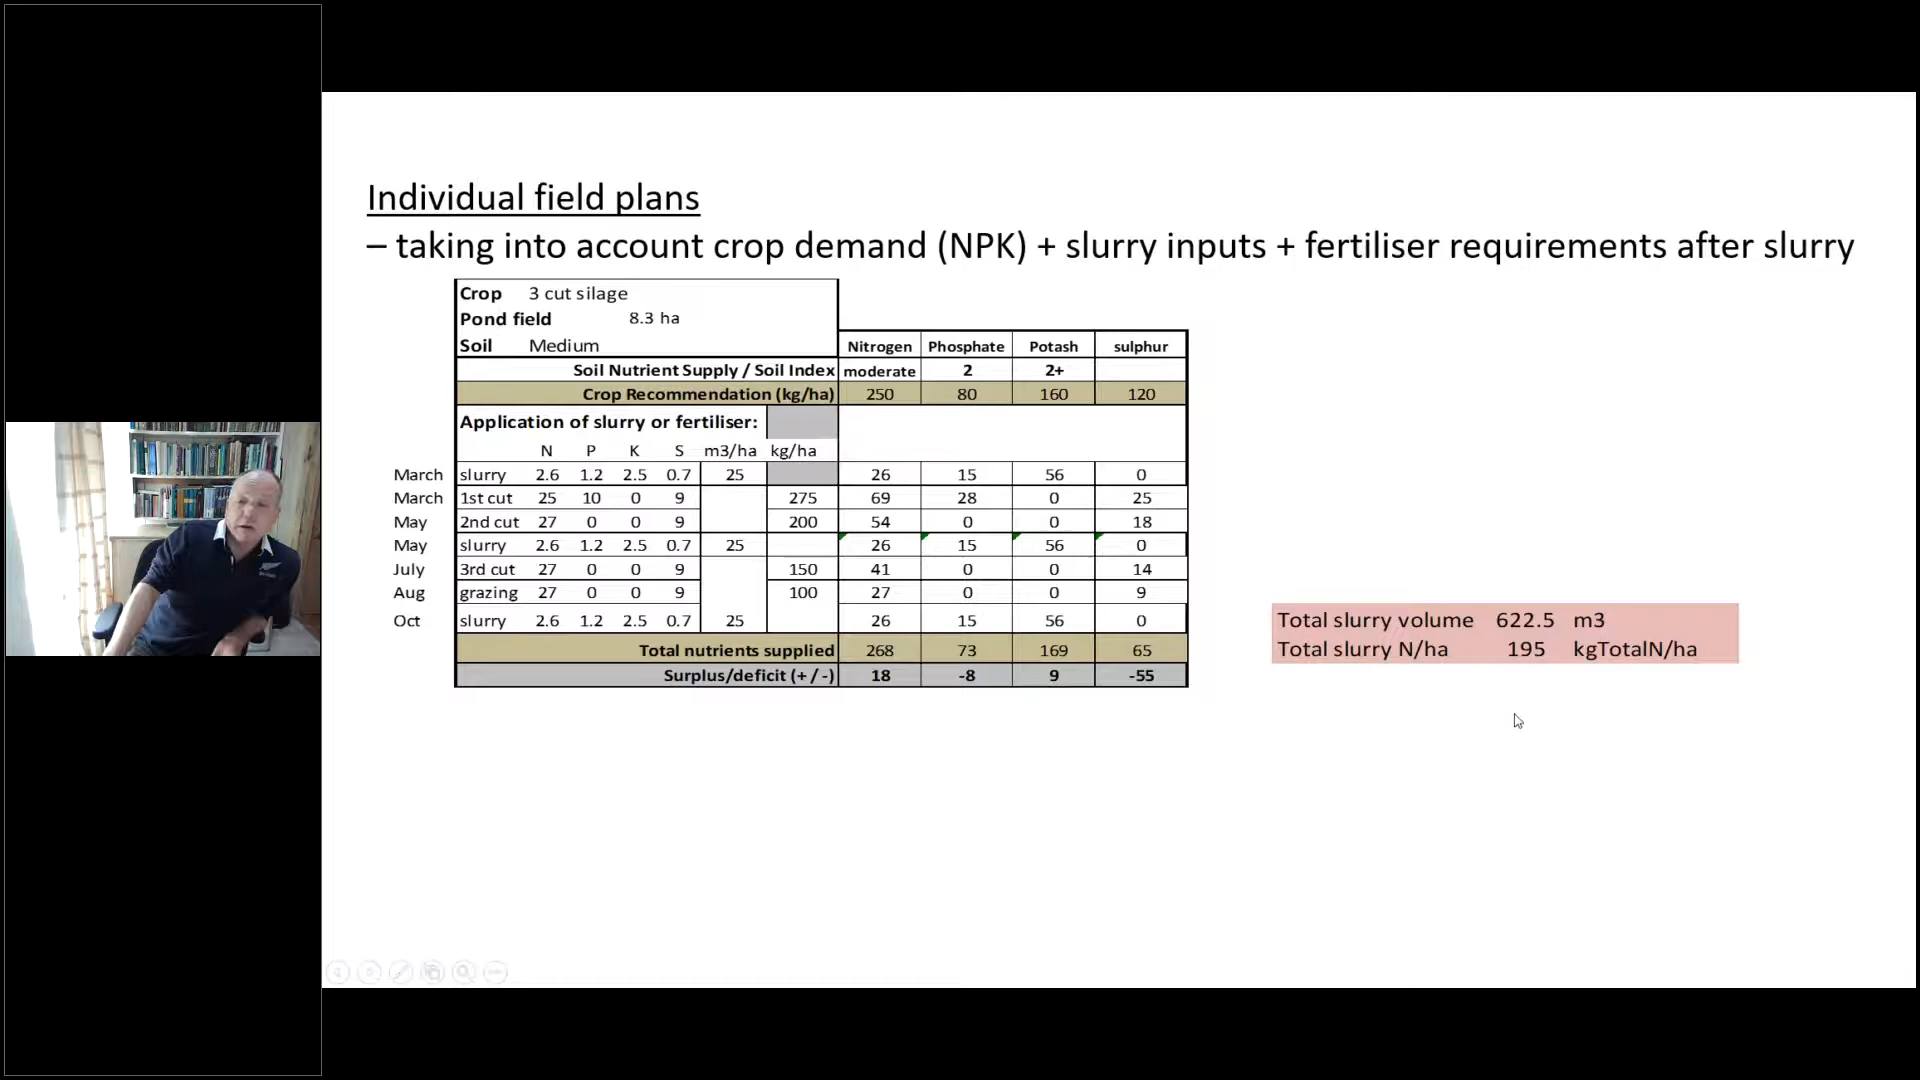 Individual field plans
– taking into account crop demand (NPK) + slurry inputs + fertiliser requirements after slurry
Crop 3 cut silage
Pond field 8.3 ha
Soil Medium
Nitrogen Phosphate Potash sulphur
Soil Nutrient Supply / Soil Index moderate 2 2+
Crop Recommendation (kg/ha) 250 80 160 120
Application of slurry or fertiliser:
N P K S m3/ha kg/ha
March slurry 2.6 1.2 2.5 0.7 25 26 15 56 0
March 1st cut 25 10 0 9 275 69 28 0 25
May 2nd cut 27 0 0 9 200 54 0 0 18
May slurry 2.6 1.2 2.5 0.7 25 26 15 56 0
July 3rd cut 27 0 0 9 150 41 0 0 14
Aug grazing 27 0 0 9 100 27 0 0 9
Oct slurry 2.6 1.2 2.5 0.7 25 26 15 56 0
Total nutrients supplied 268 73 169 65
Surplus/deficit (+ / -) 18 -8 9 -55
Total slurry volume 622.5 m3
Total slurry N/ha 195 kgTotalN/ha